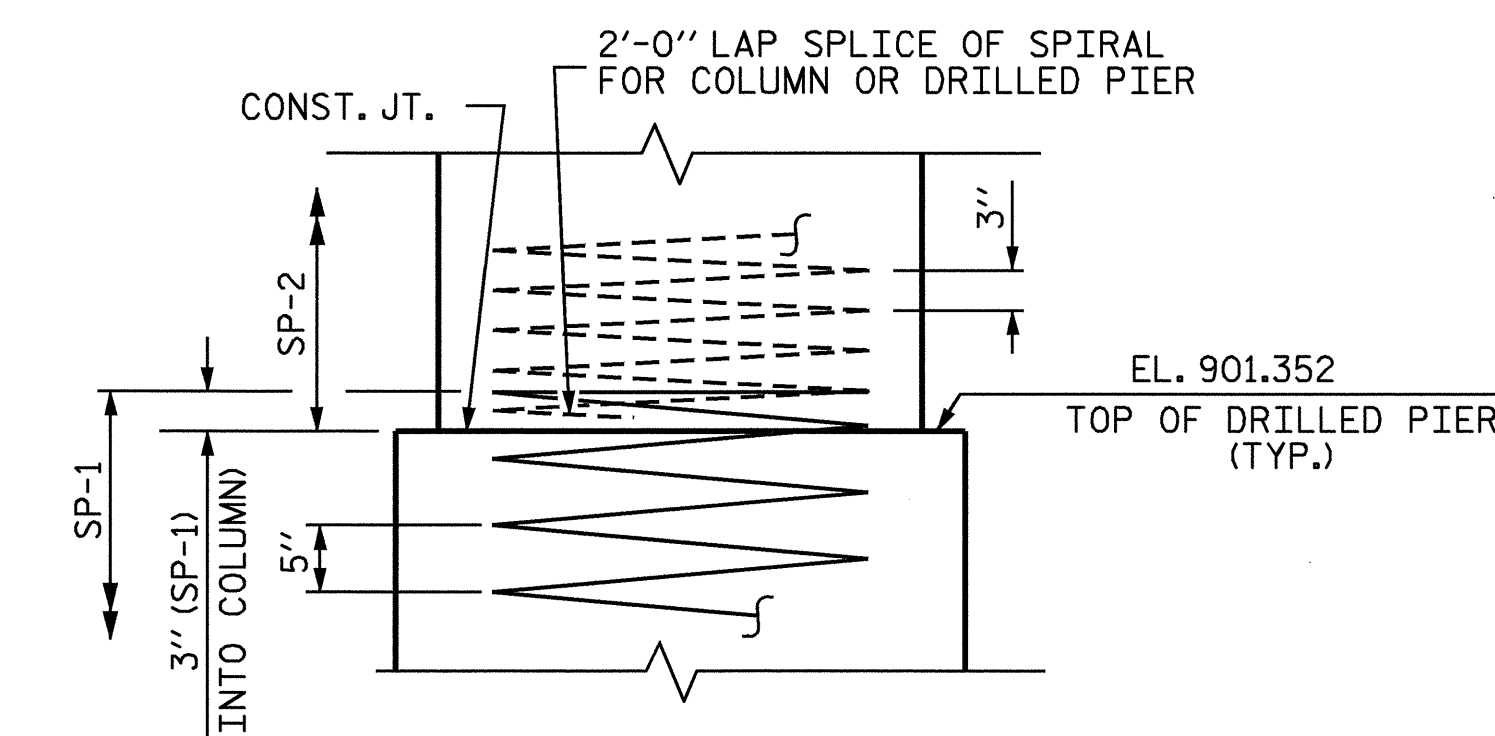 2'-0" LAP SPLICE OF SPIRAL
FOR COLUMN OR DRILLED PIER
CONST. JT.
3"
SP-2
EL. 901.352
TOP OF DRILLED PIER
(TYP.)
SP-1
3" (SP-1)
INTO COLUMN)
5"